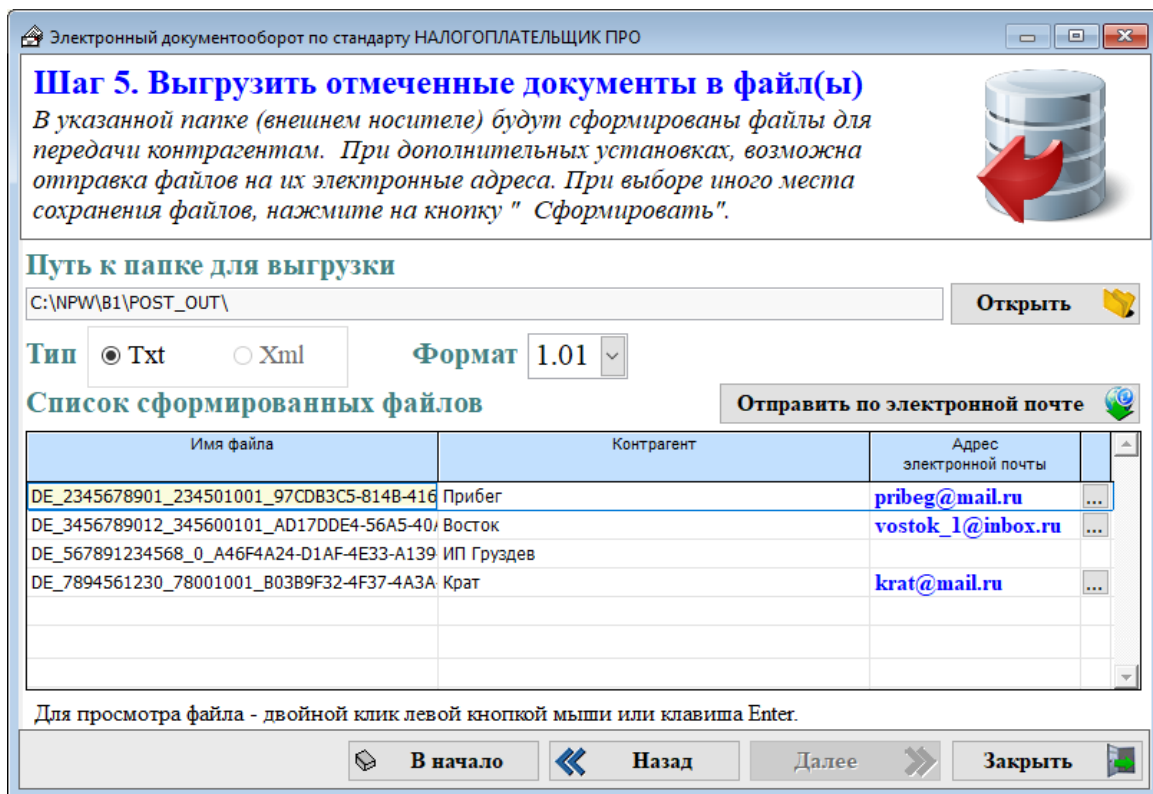 Электронный документооборот по стандарту НАЛОГОПЛАТЕЛЬЩИК ПРО
Шаг 5. Выгрузить отмеченные документы в файл(ы)
В указанной папке (внешнем носителе) будут сформированы файлы для
передачи контрагентам. При дополнительных установках, возможна
отправка файлов на их электронные адреса. При выборе иного места
сохранения файлов, нажмите на кнопку " Сформировать".
Путь к папке для выгрузки
C:\NPW\B1\POST_OUT\ Открыть
Тип Txt Xml Формат 1.01
Список сформированных файлов Отправить по электронной почте
Имя файла Контрагент Адрес
электронной почты
DE_2345678901_234501001_97CDB3C5-814B-416 Прибег pribeg@mail.ru ...
DE_3456789012_345600101_AD17DDE4-56A5-40 Восток vostok_1@inbox.ru ...
DE_567891234568_0_A46F4A24-D1AF-4E33-A139- ИП Груздев
DE_7894561230_78001001_B03B9F32-4F37-4A3A Крат krat@mail.ru ...
Для просмотра файла - двойной клик левой кнопкой мыши или клавиша Enter.
В начало Назад Далее Закрыть